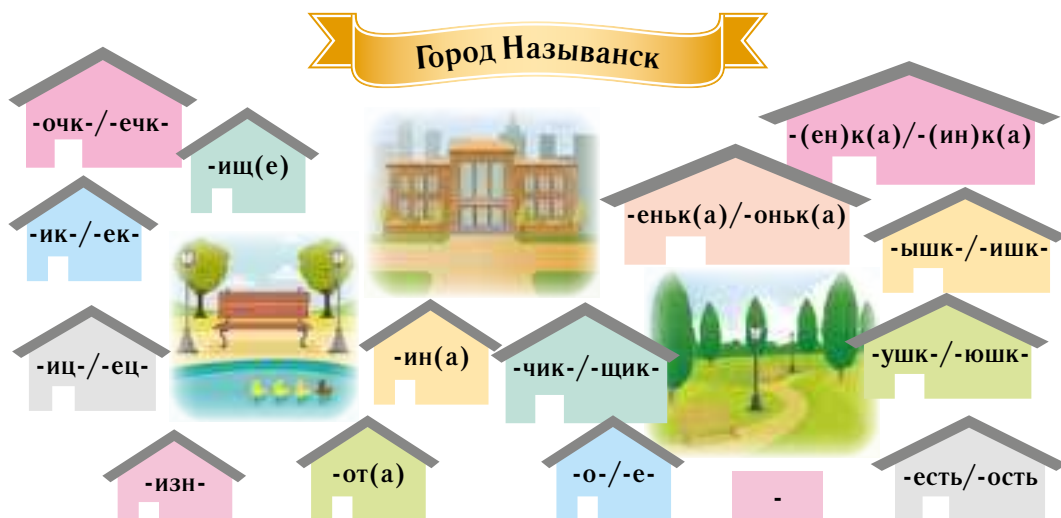 Город Называнск
-очк-/-ечк-
-ищ(е)
-(ен)к(а)/-(ин)к(а)
-ик-/-ек-
-еньк(а)/-оньк(а)
-ышк-/-ишк-
-иц-/-ец-
-ин(а)
-чик-/-щик-
-ушк-/-юшк-
-изн-
-от(а)
-о-/-е-
-
-есть/-ость